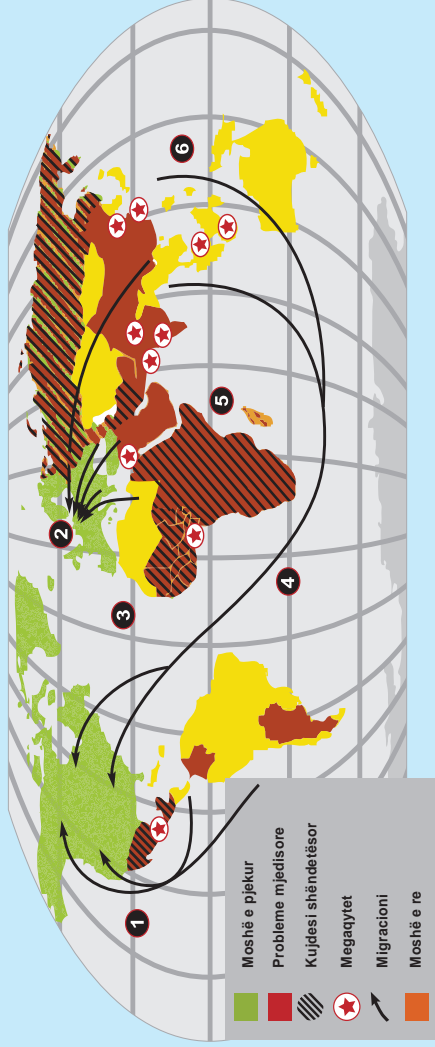 1
2
3
4
5
6
Moshë e pjekur
Probleme mjedisore
Kujdesi shëndetësor
Megaqytet
Migracioni
Moshë e re